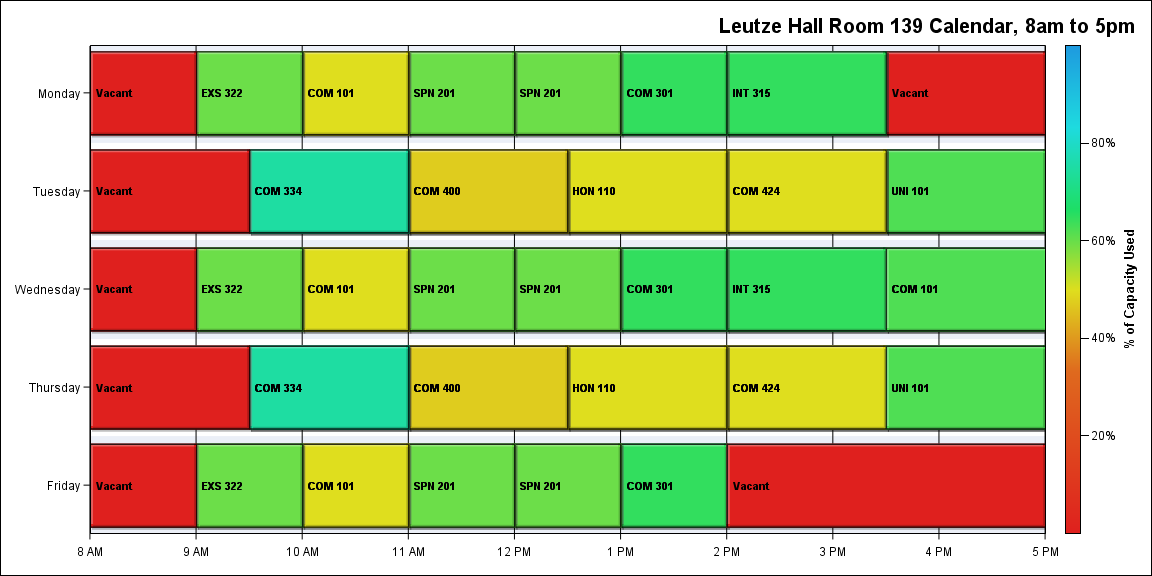 Leutze Hall Room 139 Calendar, 8am to 5pm
Monday
Vacant
EXS 322
COM 101
SPN 201
SPN 201
COM 301
INT 315
Vacant
Tuesday
Vacant
COM 334
COM 400
HON 110
COM 424
UNI 101
Wednesday
Vacant
EXS 322
COM 101
SPN 201
SPN 201
COM 301
INT 315
COM 101
Thursday
Vacant
COM 334
COM 400
HON 110
COM 424
UNI 101
Friday
Vacant
EXS 322
COM 101
SPN 201
SPN 201
COM 301
Vacant
8 AM
9 AM
10 AM
11 AM
12 PM
1 PM
2 PM
3 PM
4 PM
5 PM
80%
60%
40%
20%
% of Capacity Used